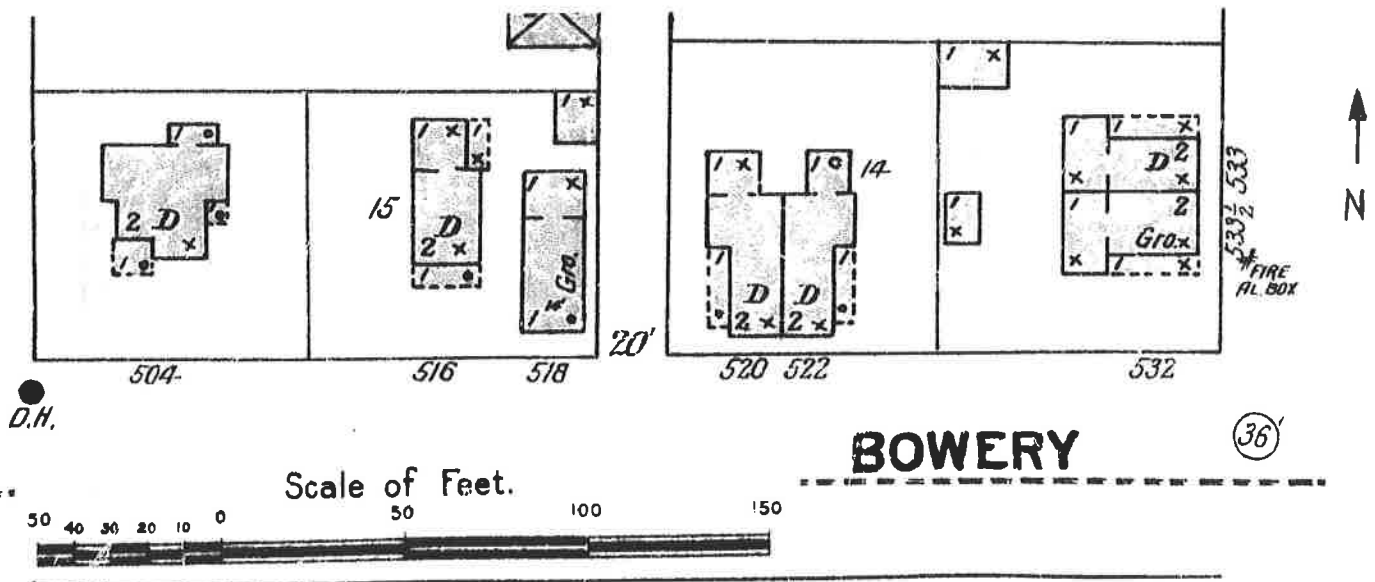 1 x
1 x
1
1 x 1
x
1 x
D 2
x
1
1 x 1
15
D
2 x
1
1 x
Gro.
16'
1
1 x
14
D D
2 x 2 x
1 x
1
x
1
D 2
x x
1 2
x Gro. x
x
533½ 533
FIRE
AL. BOX
N
20'
504
516
518
520 522
532
D.H.
BOWERY
36'
Scale of Feet.
50 40 30 20 10 0 50 100 150